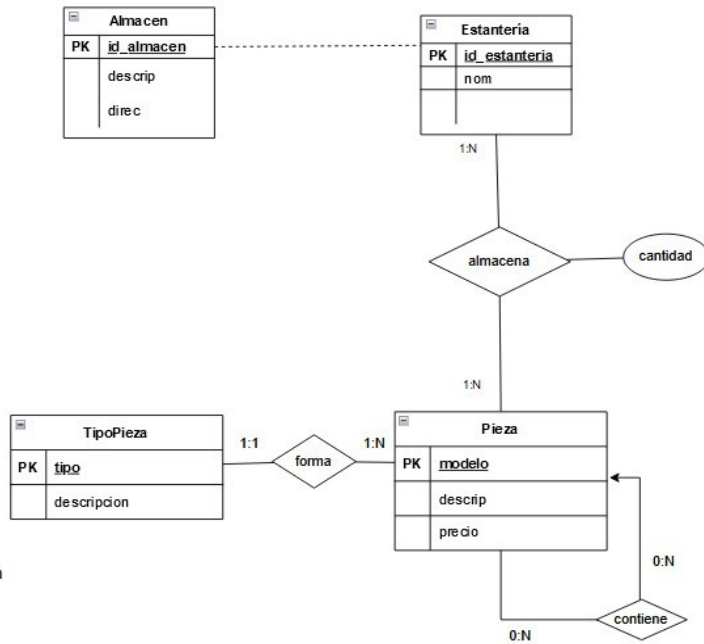 Almacen
PK id_almacen
descrip
direc
Estantería
PK id_estanteria
nom
1:N
almacena
cantidad
1:N
TipoPieza
PK tipo
descripcion
1:1
forma
1:N
Pieza
PK modelo
descrip
precio
0:N
contiene
0:N